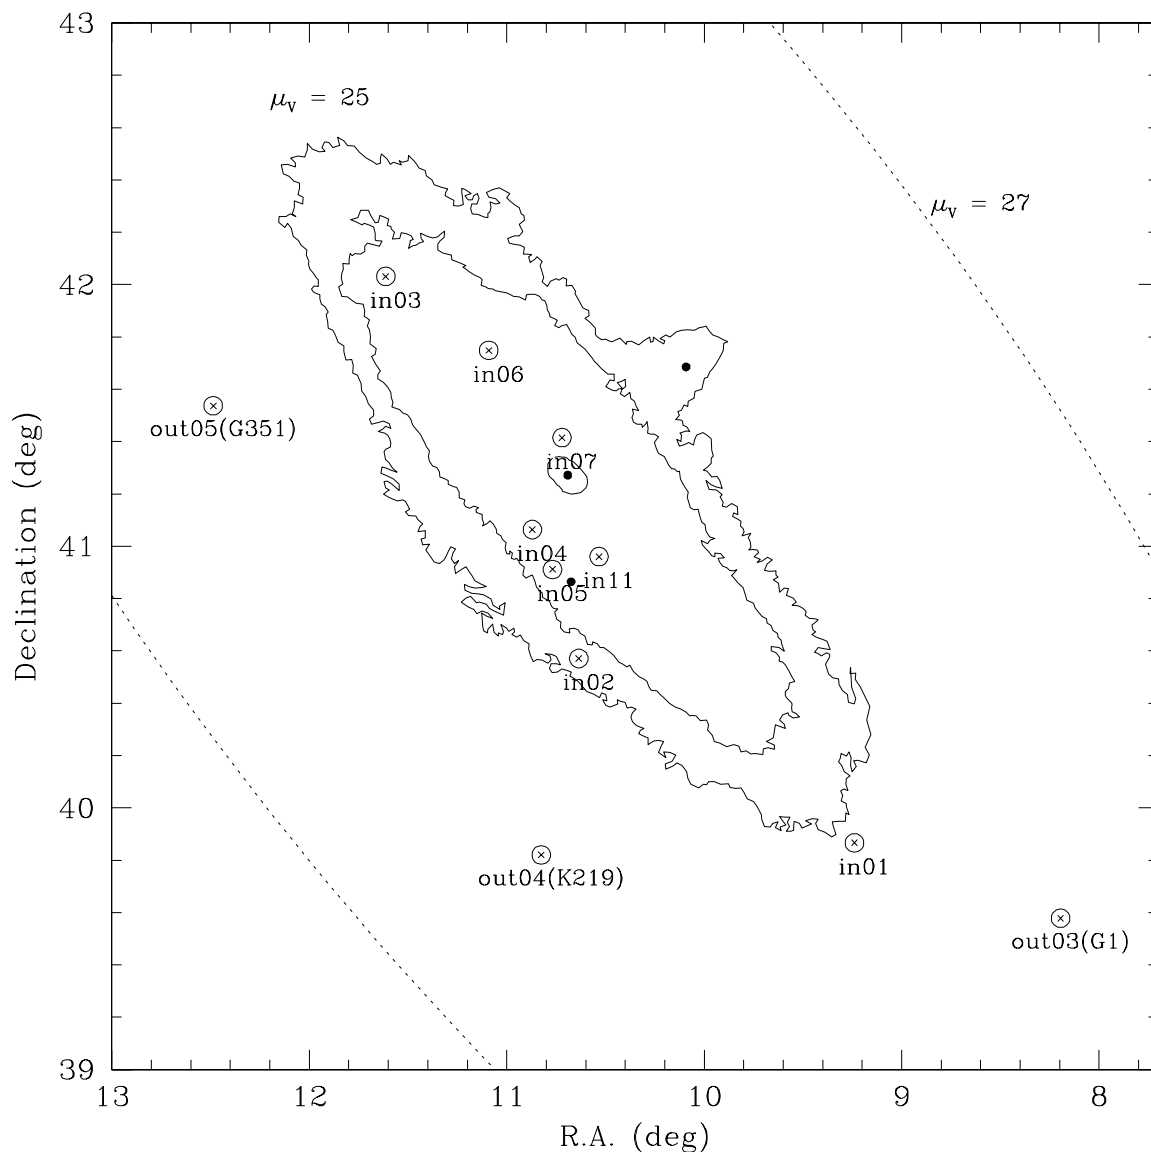 43
μV = 25
μV = 27
42
in03
in06
out05(G351)
in07
Declination (deg)
41
in04
in11
in05
in02
40
in01
out04(K219)
out03(G1)
39
13 12 11 10 9 8
R.A. (deg)